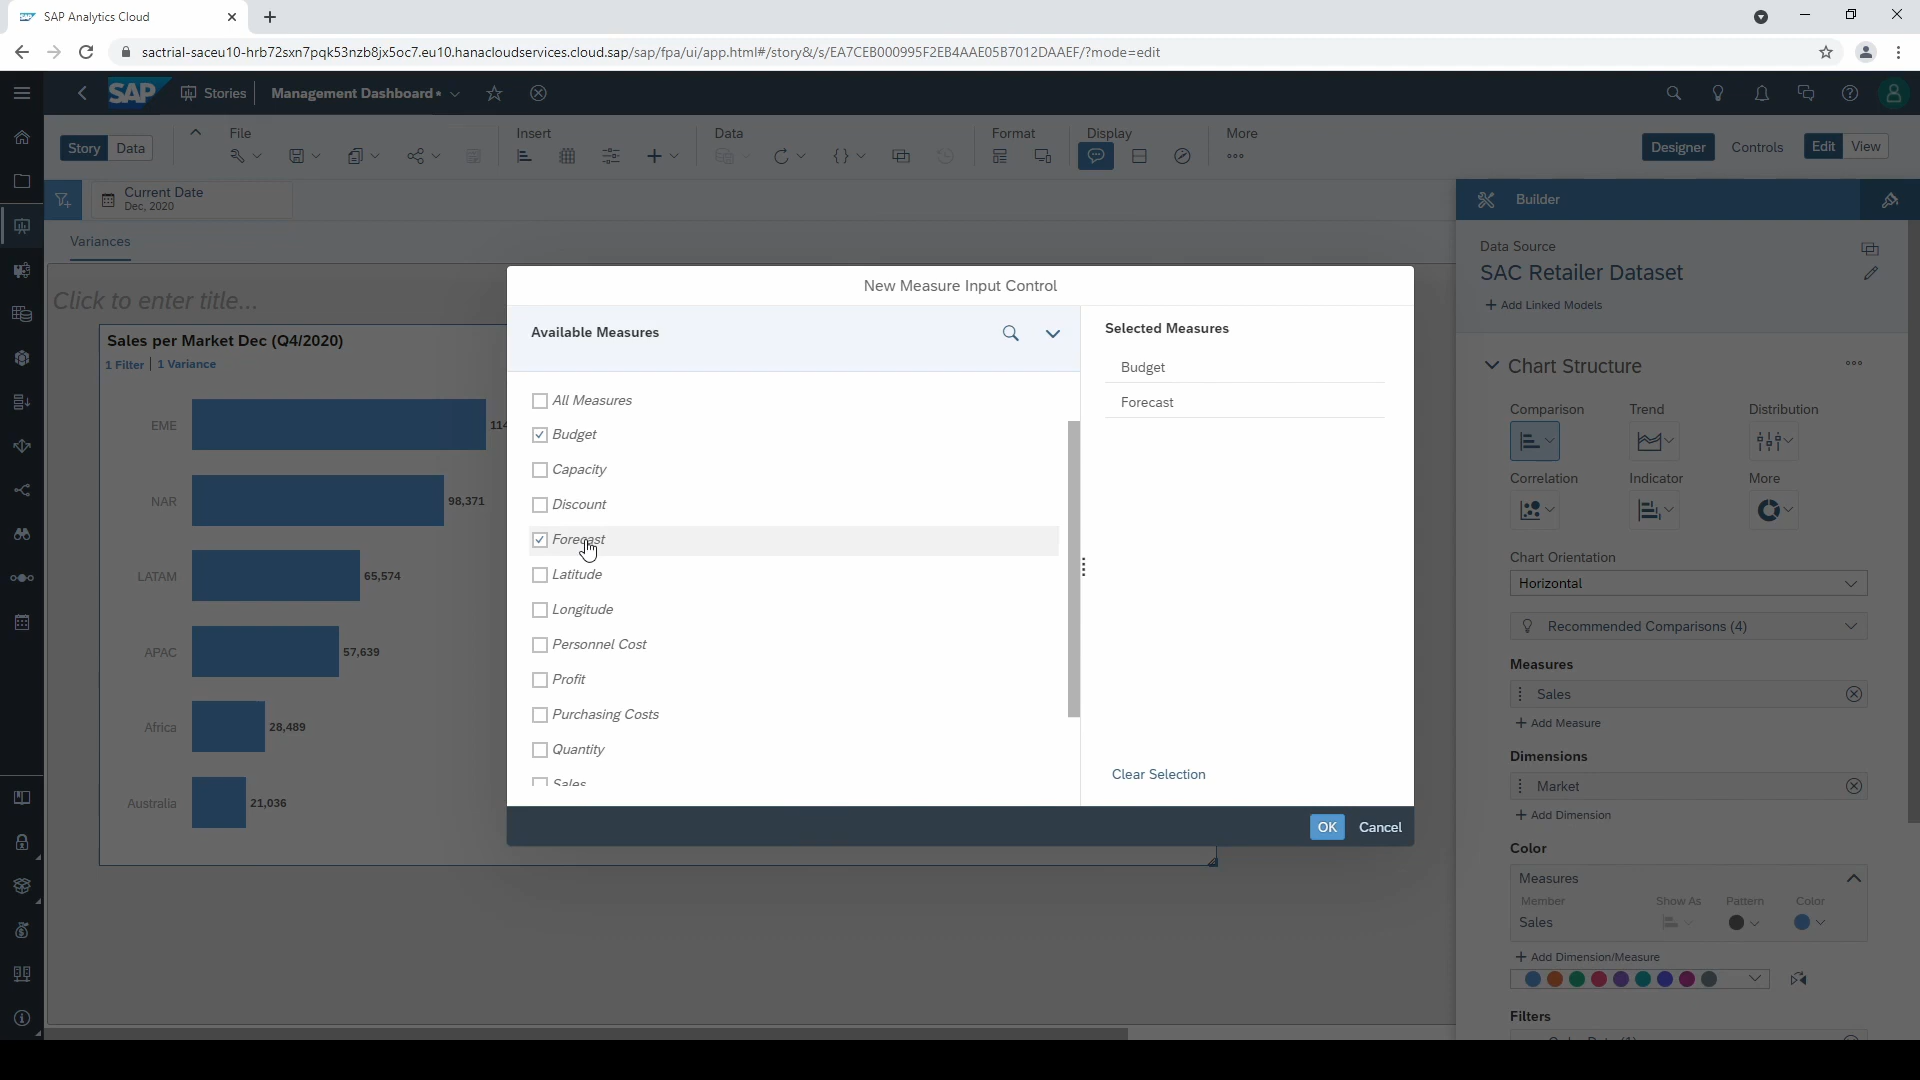 SAP Analytics Cloud
sactrial-saceu10-hrb72sxn7pqk53nzb8jx5oc7.eu10.hanacloudservices.cloud.sap/sap/fpa/ui/app.html#/story&/s/EA7CEB000995F2EB4AAE05B7012DAAEF/?mode=edit
SAP Stories Management Dashboard*
Story Data File Insert Data Format Display More Designer Controls Edit View
Current Date
Dec, 2020
Builder
Variances
Data Source
SAC Retailer Dataset
+ Add Linked Models
Click to enter title...
Sales per Market Dec (Q4/2020)
1 Filter 1 Variance
EME 114
NAR 98,371
LATAM 65,574
APAC 57,639
Africa 28,489
Australia 21,036
New Measure Input Control
Available Measures
All Measures
Budget
Capacity
Discount
Forecast
Latitude
Longitude
Personnel Cost
Profit
Purchasing Costs
Quantity
Sales
Selected Measures
Budget
Forecast
Clear Selection
OK Cancel
Chart Structure
Comparison Trend Distribution
Correlation Indicator More
Chart Orientation
Horizontal
Recommended Comparisons (4)
Measures
Sales
+ Add Measure
Dimensions
Market
+ Add Dimension
Color
Measures
Member Show As Pattern Color
Sales
+ Add Dimension/Measure
Filters